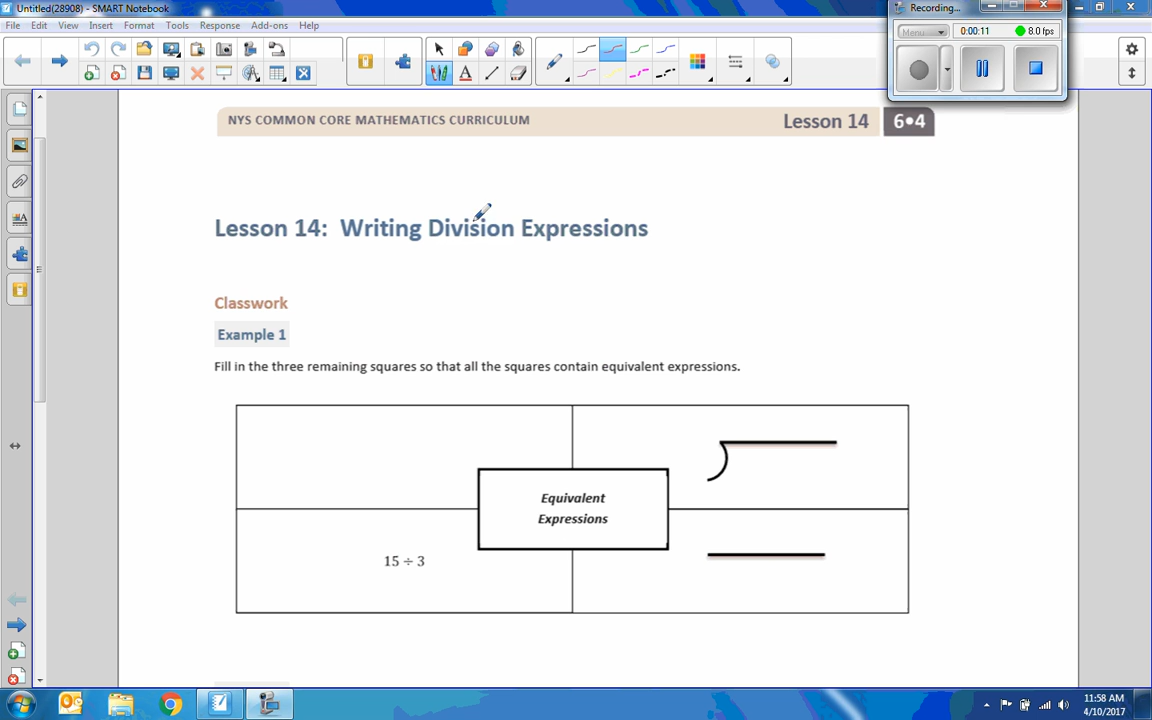 Untitled(28908) - SMART Notebook
Recording...
File Edit View Insert Format Tools Response Add-ons Help
Menu 0:00:11 8.0 fps
NYS COMMON CORE MATHEMATICS CURRICULUM Lesson 14 6•4
Lesson 14: Writing Division Expressions
Classwork
Example 1
Fill in the three remaining squares so that all the squares contain equivalent expressions.
Equivalent
Expressions
15 ÷ 3
11:58 AM
4/10/2017